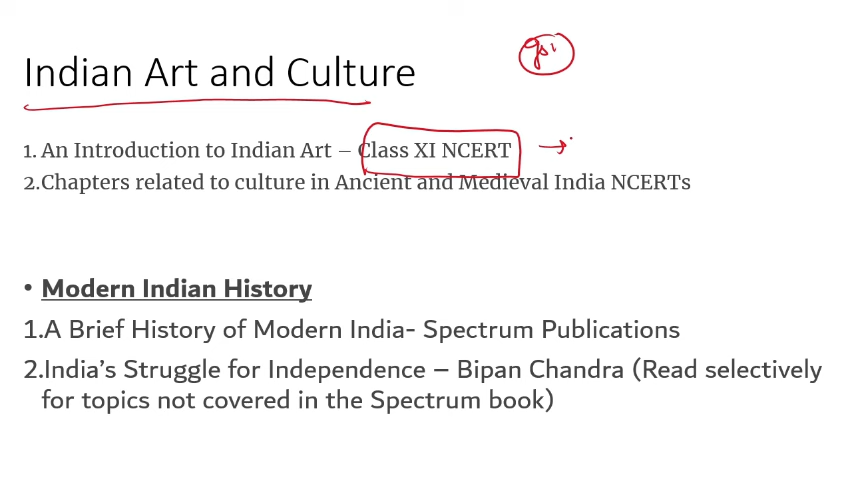 gs1
Indian Art and Culture
1. An Introduction to Indian Art – Class XI NCERT
2.Chapters related to culture in Ancient and Medieval India NCERTs
• Modern Indian History
1.A Brief History of Modern India- Spectrum Publications
2.India's Struggle for Independence – Bipan Chandra (Read selectively
for topics not covered in the Spectrum book)